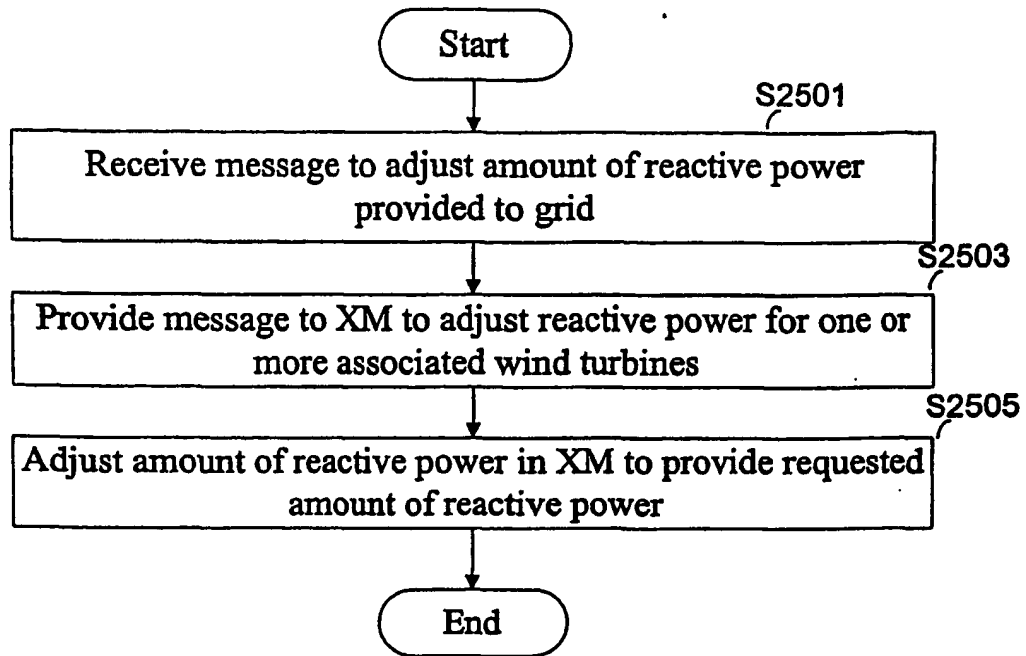 Start
S2501
Receive message to adjust amount of reactive power
provided to grid
S2503
Provide message to XM to adjust reactive power for one or
more associated wind turbines
S2505
Adjust amount of reactive power in XM to provide requested
amount of reactive power
End